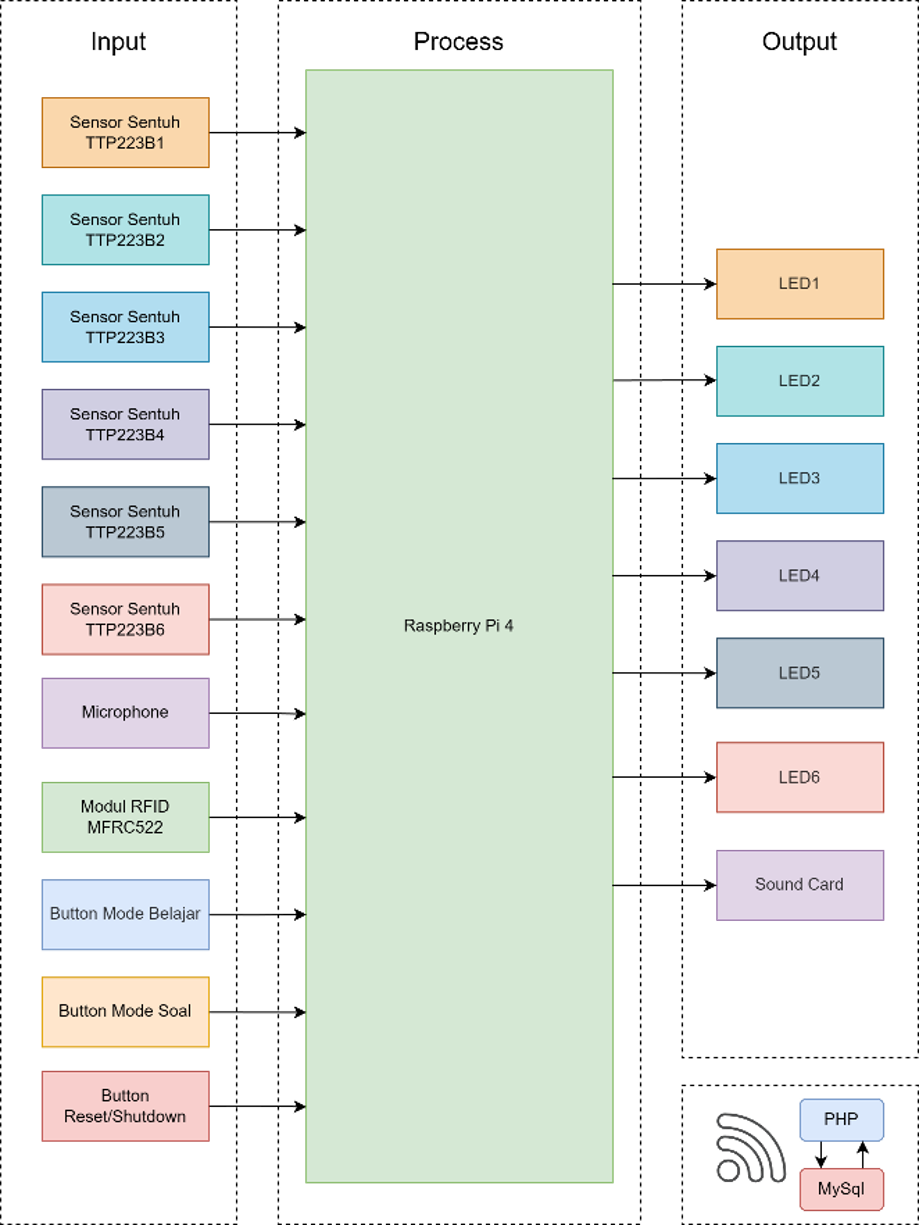 Input
Sensor Sentuh
TTP223B1
Sensor Sentuh
TTP223B2
Sensor Sentuh
TTP223B3
Sensor Sentuh
TTP223B4
Sensor Sentuh
TTP223B5
Sensor Sentuh
TTP223B6
Microphone
Modul RFID
MFRC522
Button Mode Belajar
Button Mode Soal
Button
Reset/Shutdown
Process
Raspberry Pi 4
Output
LED1
LED2
LED3
LED4
LED5
LED6
Sound Card
PHP
MySql